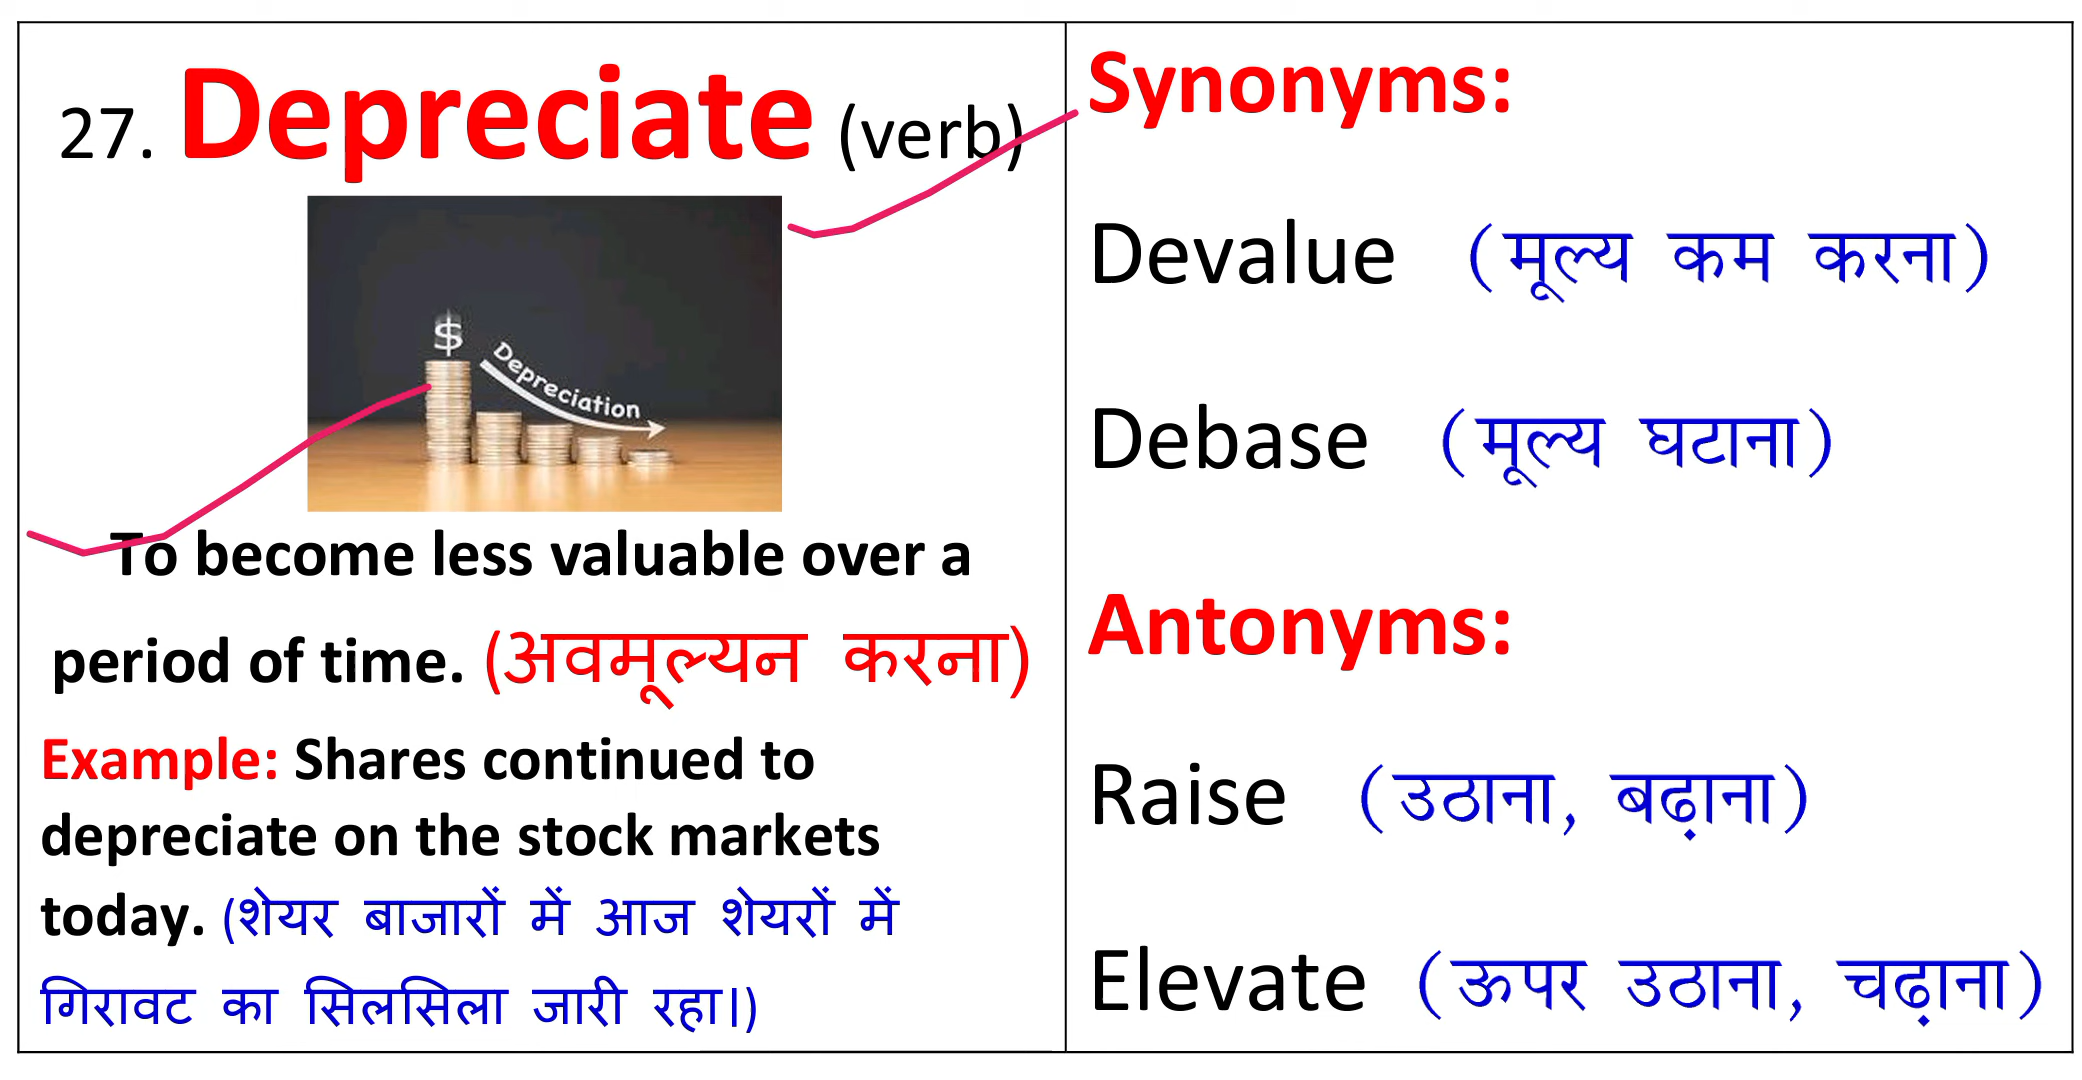 27. Depreciate (verb)
$
Depreciation
To become less valuable over a
period of time. (अवमूल्यन करना)
Example: Shares continued to
depreciate on the stock markets
today. (शेयर बाजारों में आज शेयरों में
गिरावट का सिलसिला जारी रहा।)
Synonyms:
Devalue (मूल्य कम करना)
Debase (मूल्य घटाना)
Antonyms:
Raise (उठाना, बढ़ाना)
Elevate (ऊपर उठाना, चढ़ाना)